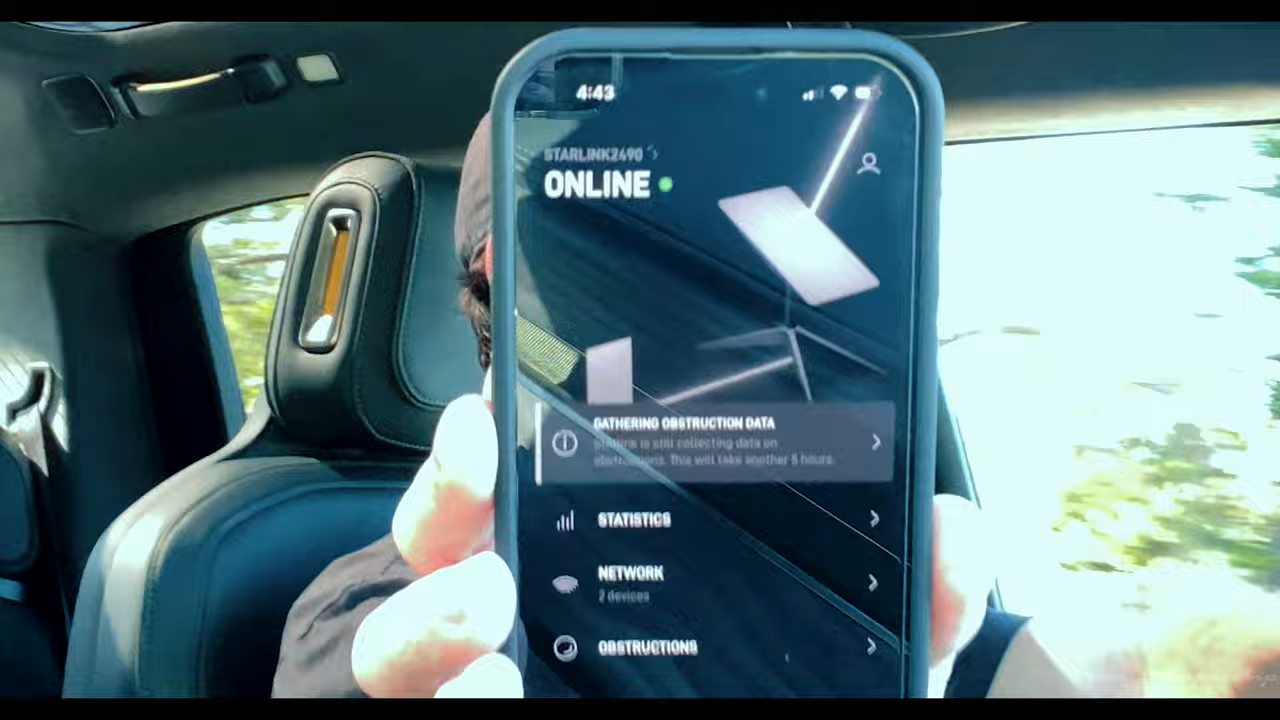 4:43
STARLINK2490
ONLINE
GATHERING OBSTRUCTION DATA
is still collecting data on
obstructions. This will take another 5 hours.
STATISTICS
NETWORK
2 devices
OBSTRUCTIONS